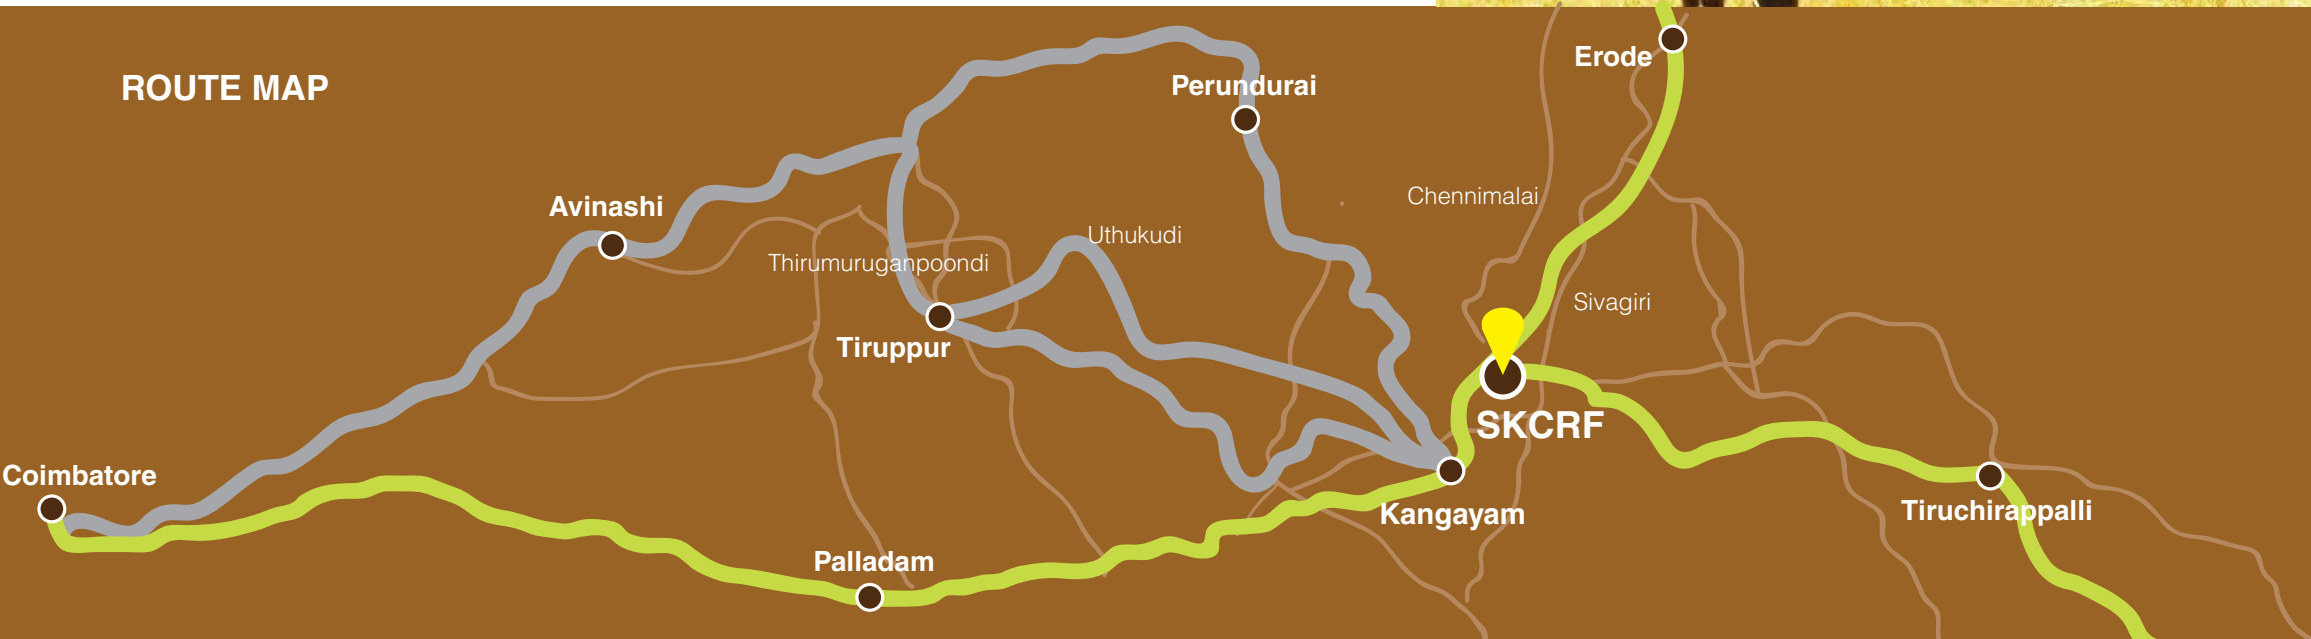 ROUTE MAP
Erode
Perundurai
Chennimalai
Avinashi
Uthukudi
Thirumuruganpoondi
Sivagiri
Tiruppur
SKCRF
Coimbatore
Kangayam
Tiruchirappalli
Palladam